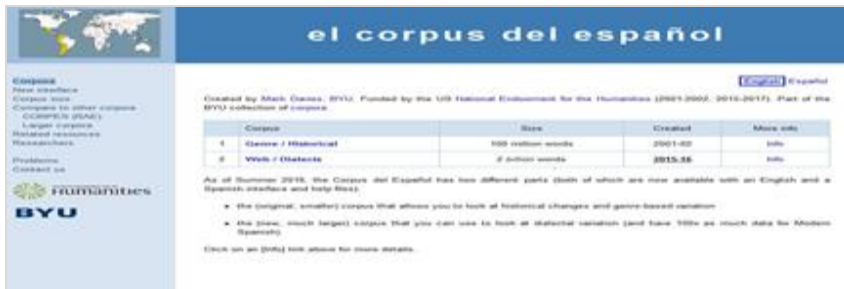 el corpus del español
English Español
Corpora
New interface
Corpus size
Compare to other corpora
CORPES (RAE)
Larger corpora
Related resources
Researchers
Problems
Contact us
Humanities
BYU
Created by Mark Davies, BYU. Funded by the US National Endowment for the Humanities (2001-2002, 2015-2017). Part of the
BYU collection of corpora
Corpus Size Created More info
1 Genre / Historical 100 million words 2001-02 Info
2 Web / Dialects 2 billion words 2015-16 Info
As of Summer 2016, the Corpus del Español has two different parts (both of which are now available with an English and a
Spanish interface and help files):
the (original, smaller) corpus that allows you to look at historical changes and genre-based variation
the (new, much larger) corpus that you can use to look at dialectal variation (and have 100x as much data for Modern
Spanish)
Click on an [Info] link above for more details.